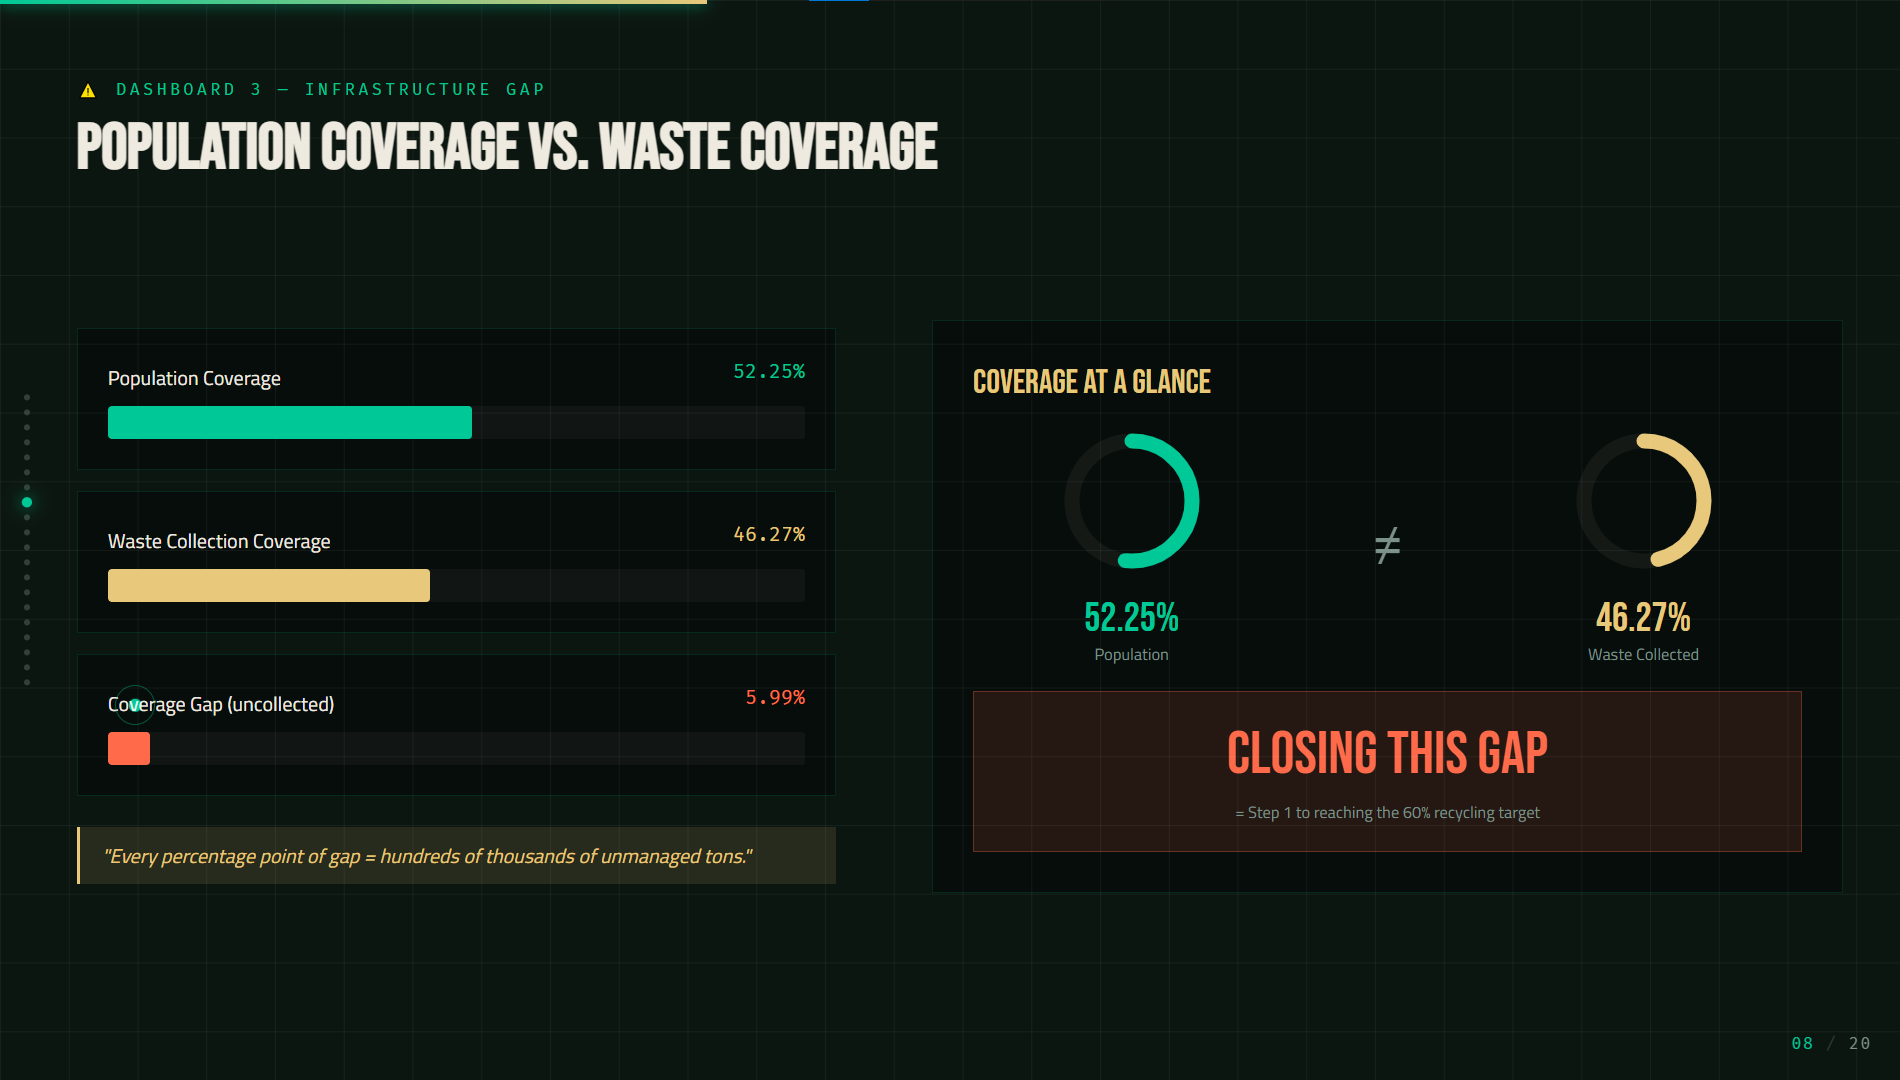 ⚠ DASHBOARD 3 — INFRASTRUCTURE GAP
POPULATION COVERAGE VS. WASTE COVERAGE
Population Coverage 52.25%
Waste Collection Coverage 46.27%
Coverage Gap (uncollected) 5.99%
"Every percentage point of gap = hundreds of thousands of unmanaged tons."
COVERAGE AT A GLANCE
52.25%
Population
≠
46.27%
Waste Collected
CLOSING THIS GAP
= Step 1 to reaching the 60% recycling target
08 / 20